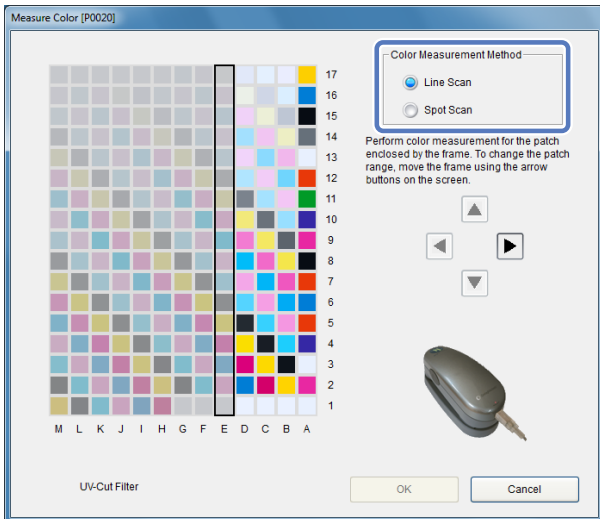 Measure Color [P0020]
Color Measurement Method
Line Scan
Spot Scan
Perform color measurement for the patch
enclosed by the frame. To change the patch
range, move the frame using the arrow
buttons on the screen.
17
16
15
14
13
12
11
10
9
8
7
6
5
4
3
2
1
M L K J I H G F E D C B A
UV-Cut Filter
OK
Cancel